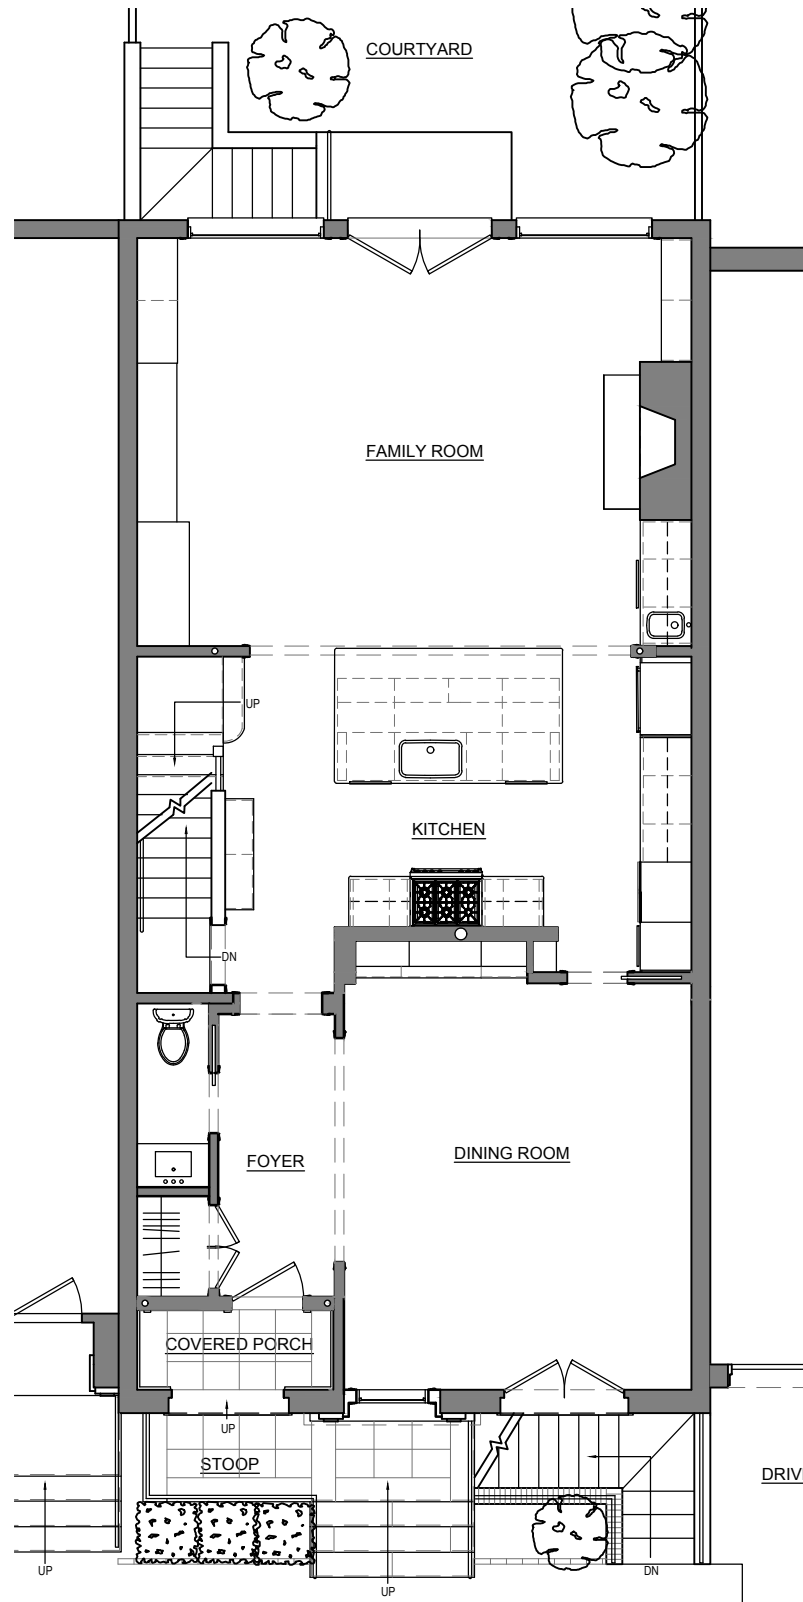 COURTYARD
FAMILY ROOM
UP
KITCHEN
DN
FOYER
DINING ROOM
COVERED PORCH
UP
STOOP
DRIV
UP
UP
DN